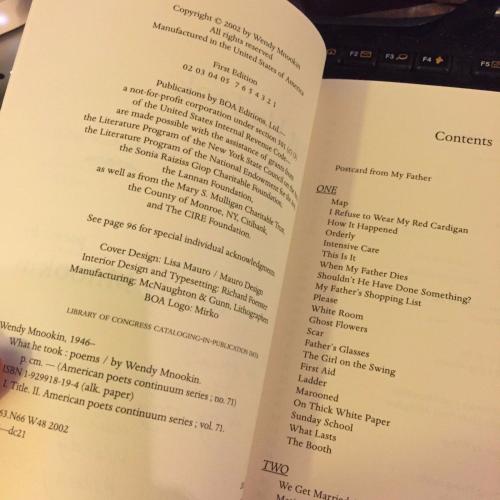 Copyright © 2002 by Wendy Mnookin
All rights reserved
Manufactured in the United States of America
First Edition
02 03 04 05 7 6 5 4 3 2 1
Publications by BOA Editions, Ltd.—
a not-for-profit corporation under section 501 (c) (3)
of the United States Internal Revenue Code—
are made possible with the assistance of grants from
the Literature Program of the New York State Council on the
the Literature Program of the National Endowment for the
the Sonia Raiziss Giop Charitable Foundation,
the Lannan Foundation,
as well as from the Mary S. Mulligan Charitable Trust,
the County of Monroe, NY, Citibank,
and The CIRE Foundation.
See page 96 for special individual acknowledgments.
Cover Design: Lisa Mauro / Mauro Design
Interior Design and Typesetting: Richard Foerster
Manufacturing: McNaughton & Gunn, Lithographers
BOA Logo: Mirko
LIBRARY OF CONGRESS CATALOGING-IN-PUBLICATION
Wendy Mnookin, 1946–
What he took : poems / by Wendy Mnookin.
p. cm. — (American poets continuum series ; no. 71)
ISBN 1-929918-19-4 (alk. paper)
I. Title. II. American poets continuum series ; vol. 71.
63.N66 W48 2002
—dc21
Contents
Postcard from My Father
ONE
Map
I Refuse to Wear My Red Cardigan
How It Happened
Orderly
Intensive Care
This Is It
When My Father Dies
Shouldn't He Have Done Something?
My Father's Shopping List
Please
White Room
Ghost Flowers
Scar
Father's Glasses
The Girl on the Swing
First Aid
Ladder
Marooned
On Thick White Paper
Sunday School
What Lasts
The Booth
TWO
We Get Married
F2
F3
F4
F5